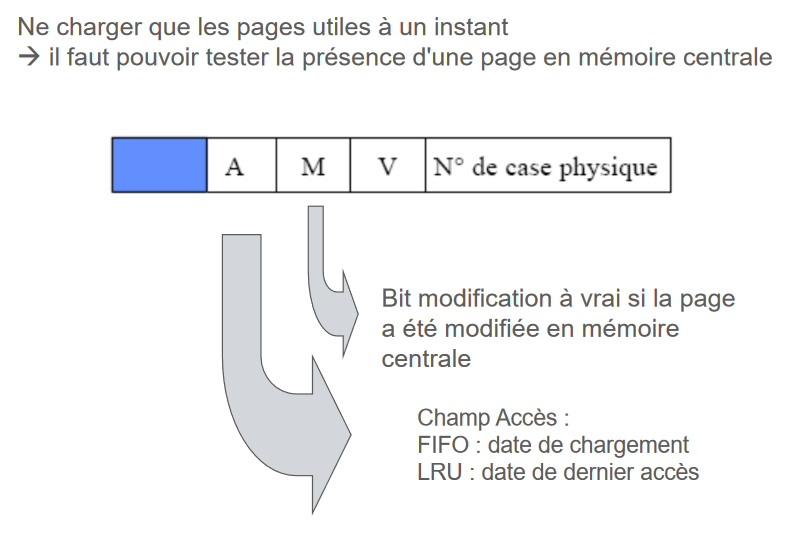 Ne charger que les pages utiles à un instant
→ il faut pouvoir tester la présence d'une page en mémoire centrale
A M V N° de case physique
Bit modification à vrai si la page
a été modifiée en mémoire
centrale
Champ Accès :
FIFO : date de chargement
LRU : date de dernier accès